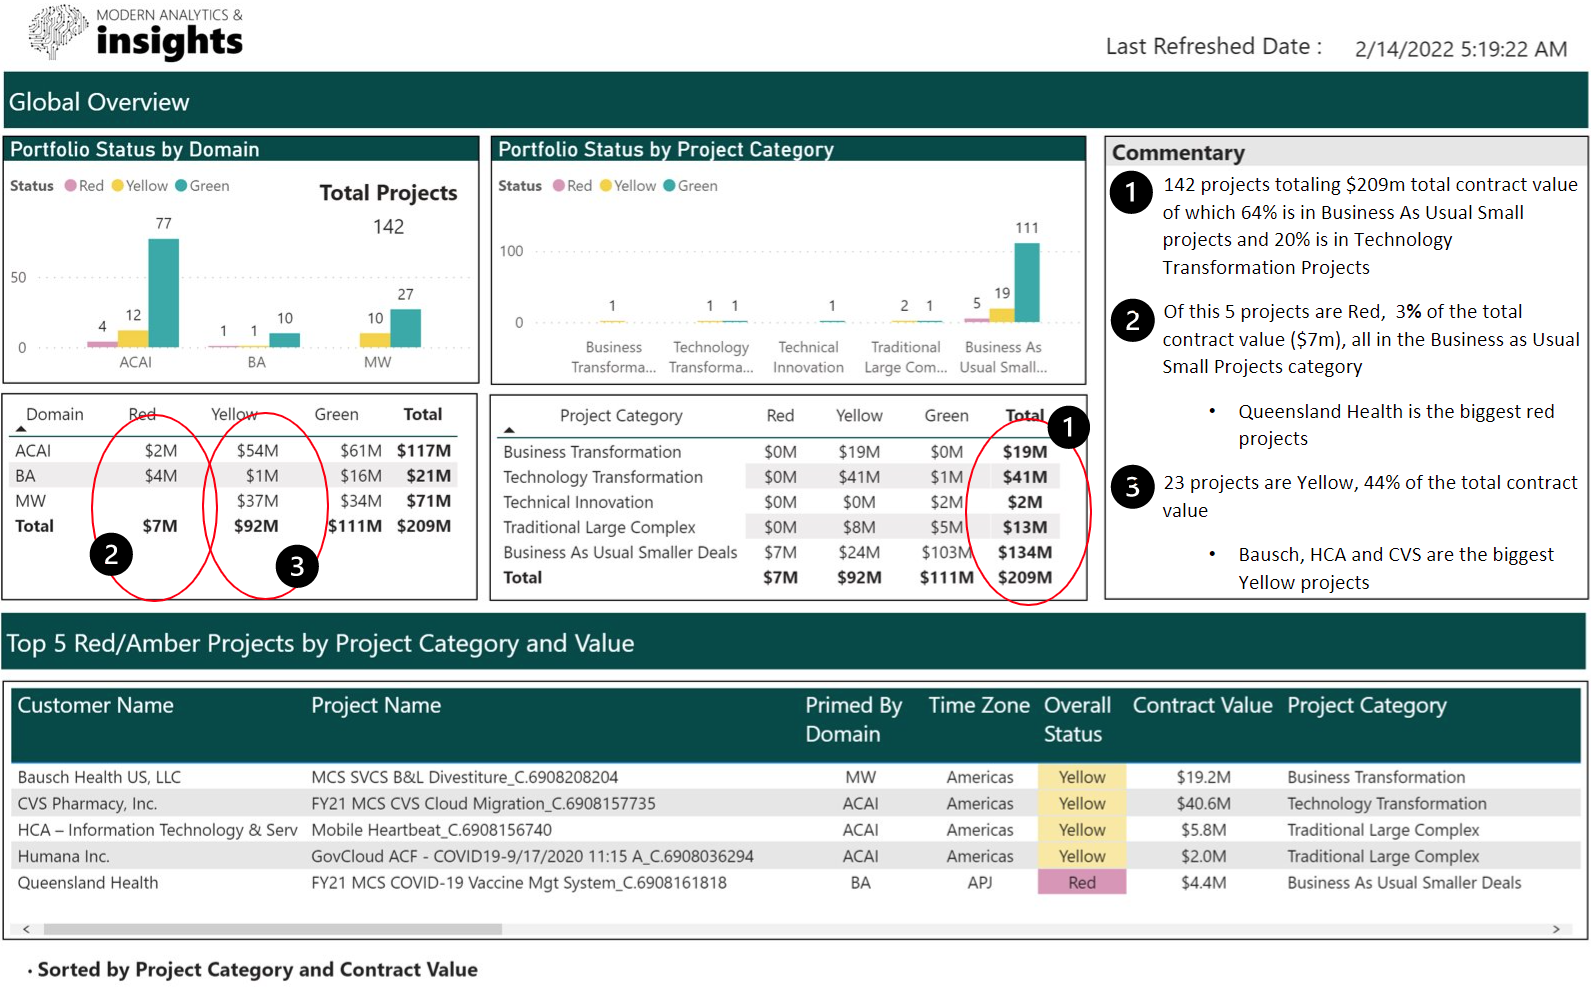 MODERN ANALYTICS &
insights
Last Refreshed Date : 2/14/2022 5:19:22 AM
Global Overview
Portfolio Status by Domain
Status Red Yellow Green
Total Projects
142
77
50
4 12
1 1 10
10 27
0
ACAI BA MW
Portfolio Status by Project Category
Status Red Yellow Green
111
100
1
1 1
1
2 1
5 19
0
Business Technology Technical Traditional Business As
Transforma... Transforma... Innovation Large Com... Usual Small...
Domain Red Yellow Green Total
ACAI $2M $54M $61M $117M
BA $4M $1M $16M $21M
MW $37M $34M $71M
Total $7M $92M $111M $209M
2
3
Project Category Red Yellow Green Total
1
Business Transformation $0M $19M $0M $19M
Technology Transformation $0M $41M $1M $41M
Technical Innovation $0M $0M $2M $2M
Traditional Large Complex $0M $8M $5M $13M
Business As Usual Smaller Deals $7M $24M $103M $134M
Total $7M $92M $111M $209M
Commentary
1 142 projects totaling $209m total contract value
of which 64% is in Business As Usual Small
projects and 20% is in Technology
Transformation Projects
2 Of this 5 projects are Red, 3% of the total
contract value ($7m), all in the Business as Usual
Small Projects category
• Queensland Health is the biggest red
projects
3 23 projects are Yellow, 44% of the total contract
value
• Bausch, HCA and CVS are the biggest
Yellow projects
Top 5 Red/Amber Projects by Project Category and Value
Customer Name Project Name Primed By Time Zone Overall Contract Value Project Category
Domain Status
Bausch Health US, LLC MCS SVCS B&L Divestiture_C.6908208204 MW Americas Yellow $19.2M Business Transformation
CVS Pharmacy, Inc. FY21 MCS CVS Cloud Migration_C.6908157735 ACAI Americas Yellow $40.6M Technology Transformation
HCA – Information Technology & Serv Mobile Heartbeat_C.6908156740 ACAI Americas Yellow $5.8M Traditional Large Complex
Humana Inc. GovCloud ACF - COVID19-9/17/2020 11:15 A_C.6908036294 ACAI Americas Yellow $2.0M Traditional Large Complex
Queensland Health FY21 MCS COVID-19 Vaccine Mgt System_C.6908161818 BA APJ Red $4.4M Business As Usual Smaller Deals
· Sorted by Project Category and Contract Value